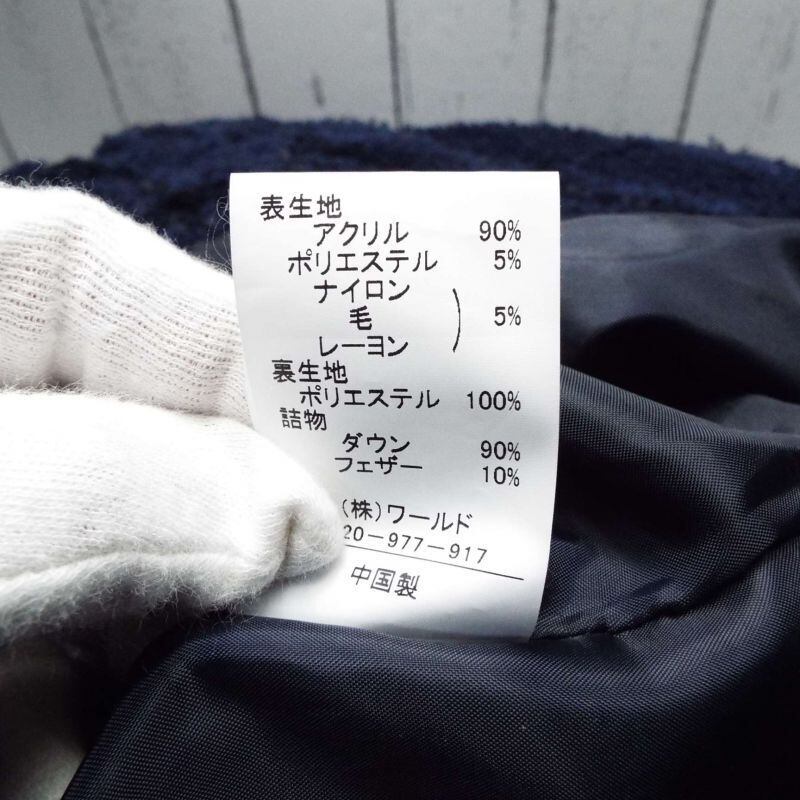 表生地
アクリル 90%
ポリエステル 5%
ナイロン
毛 5%
レーヨン
裏生地
ポリエステル 100%
詰物
ダウン 90%
フェザー 10%
(株)ワールド
20-977-917
中国製